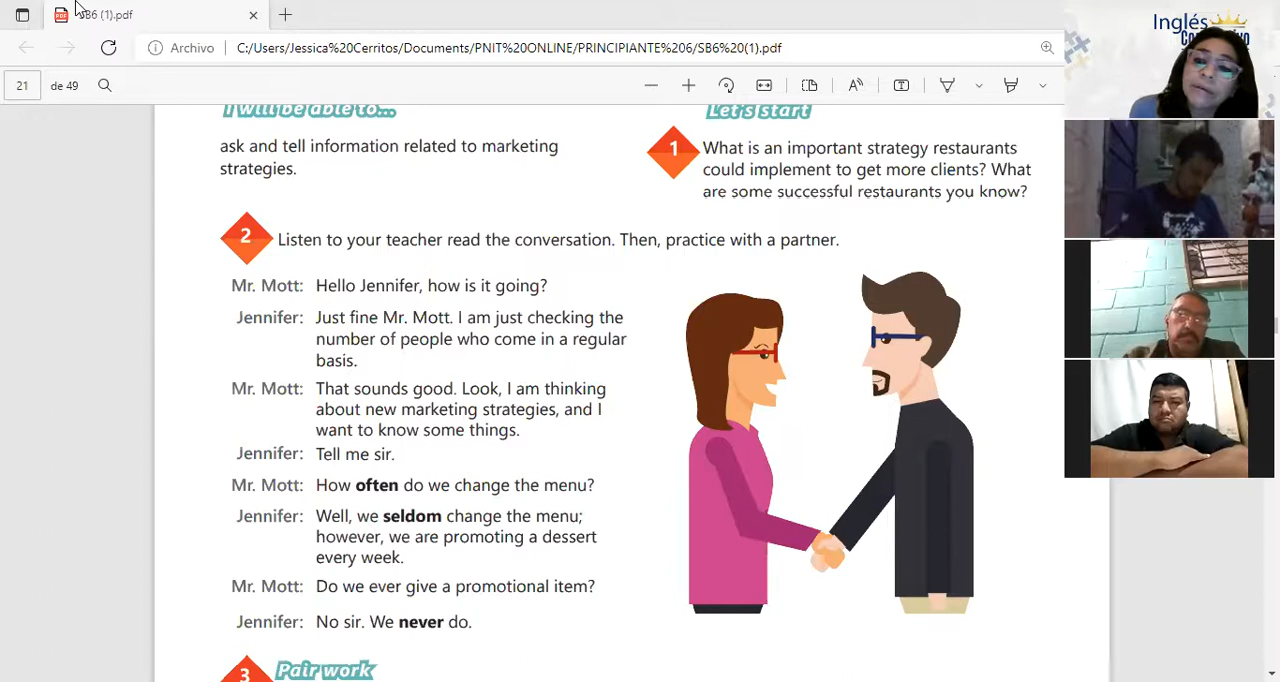 SB6 (1).pdf
Archivo
C:/Users/Jessica%20Cerritos/Documents/PNIT%20ONLINE/PRINCIPIANTE%206/SB6%20(1).pdf
21
de 49
I will be able to...
ask and tell information related to marketing
strategies.
Let's start
1
What is an important strategy restaurants
could implement to get more clients? What
are some successful restaurants you know?
2
Listen to your teacher read the conversation. Then, practice with a partner.
Mr. Mott: Hello Jennifer, how is it going?
Jennifer: Just fine Mr. Mott. I am just checking the
number of people who come in a regular
basis.
Mr. Mott: That sounds good. Look, I am thinking
about new marketing strategies, and I
want to know some things.
Jennifer: Tell me sir.
Mr. Mott: How often do we change the menu?
Jennifer: Well, we seldom change the menu;
however, we are promoting a dessert
every week.
Mr. Mott: Do we ever give a promotional item?
Jennifer: No sir. We never do.
3
Pair work
Inglés